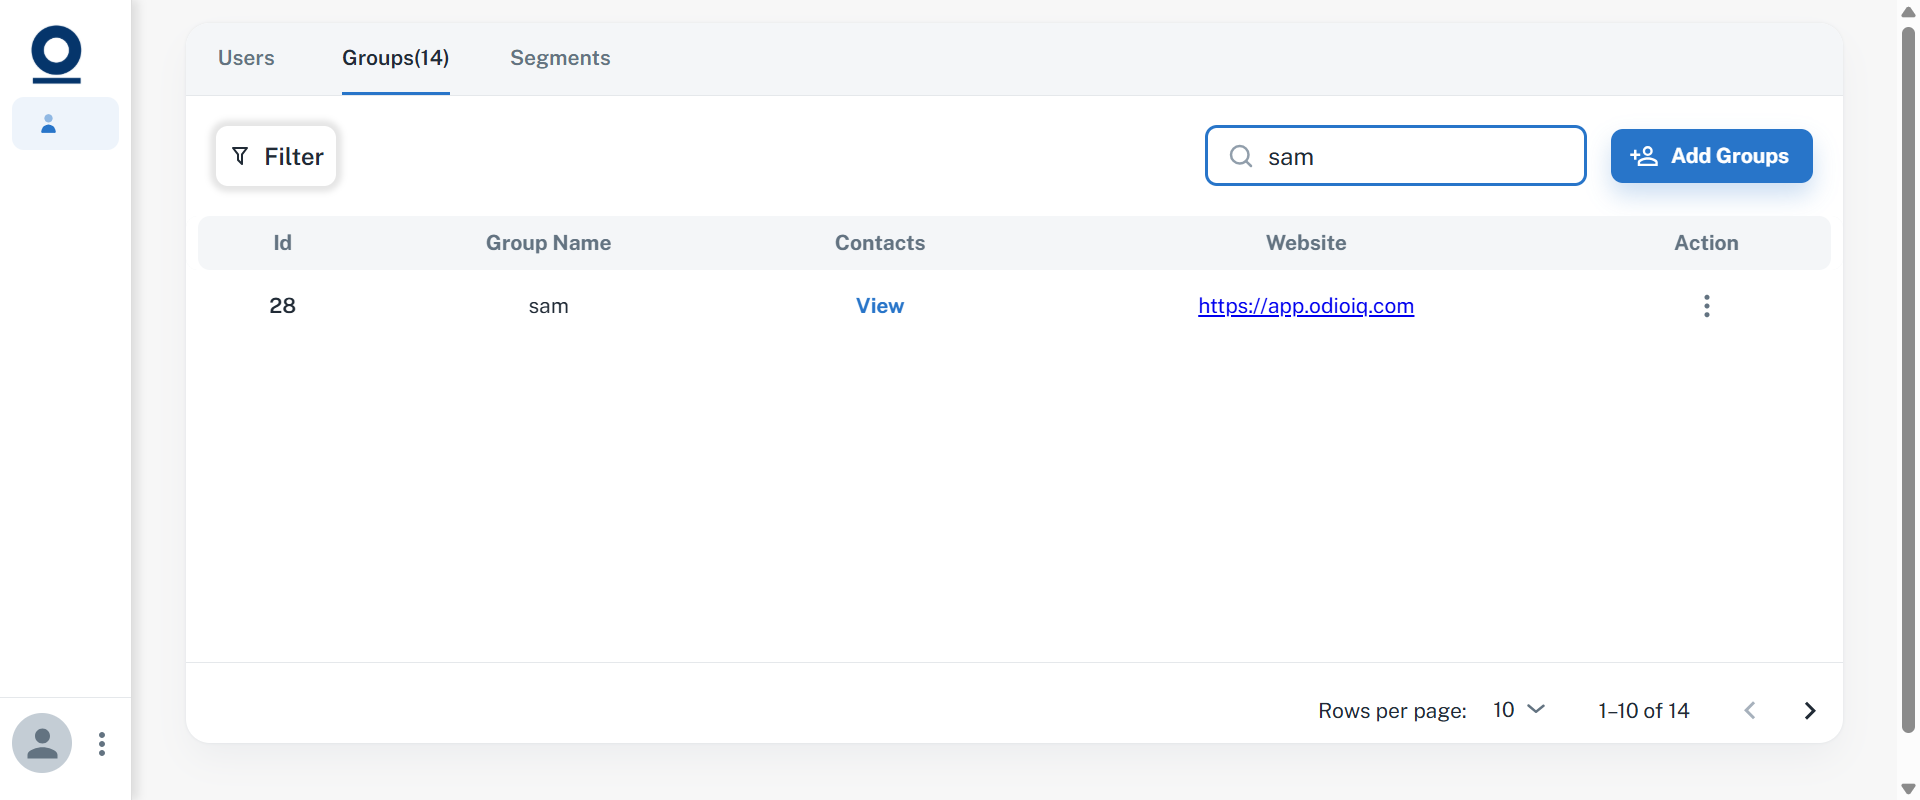 Users Groups(14) Segments
Filter sam Add Groups
Id Group Name Contacts Website Action
28 sam View https://app.odioiq.com
Rows per page: 10 1–10 of 14